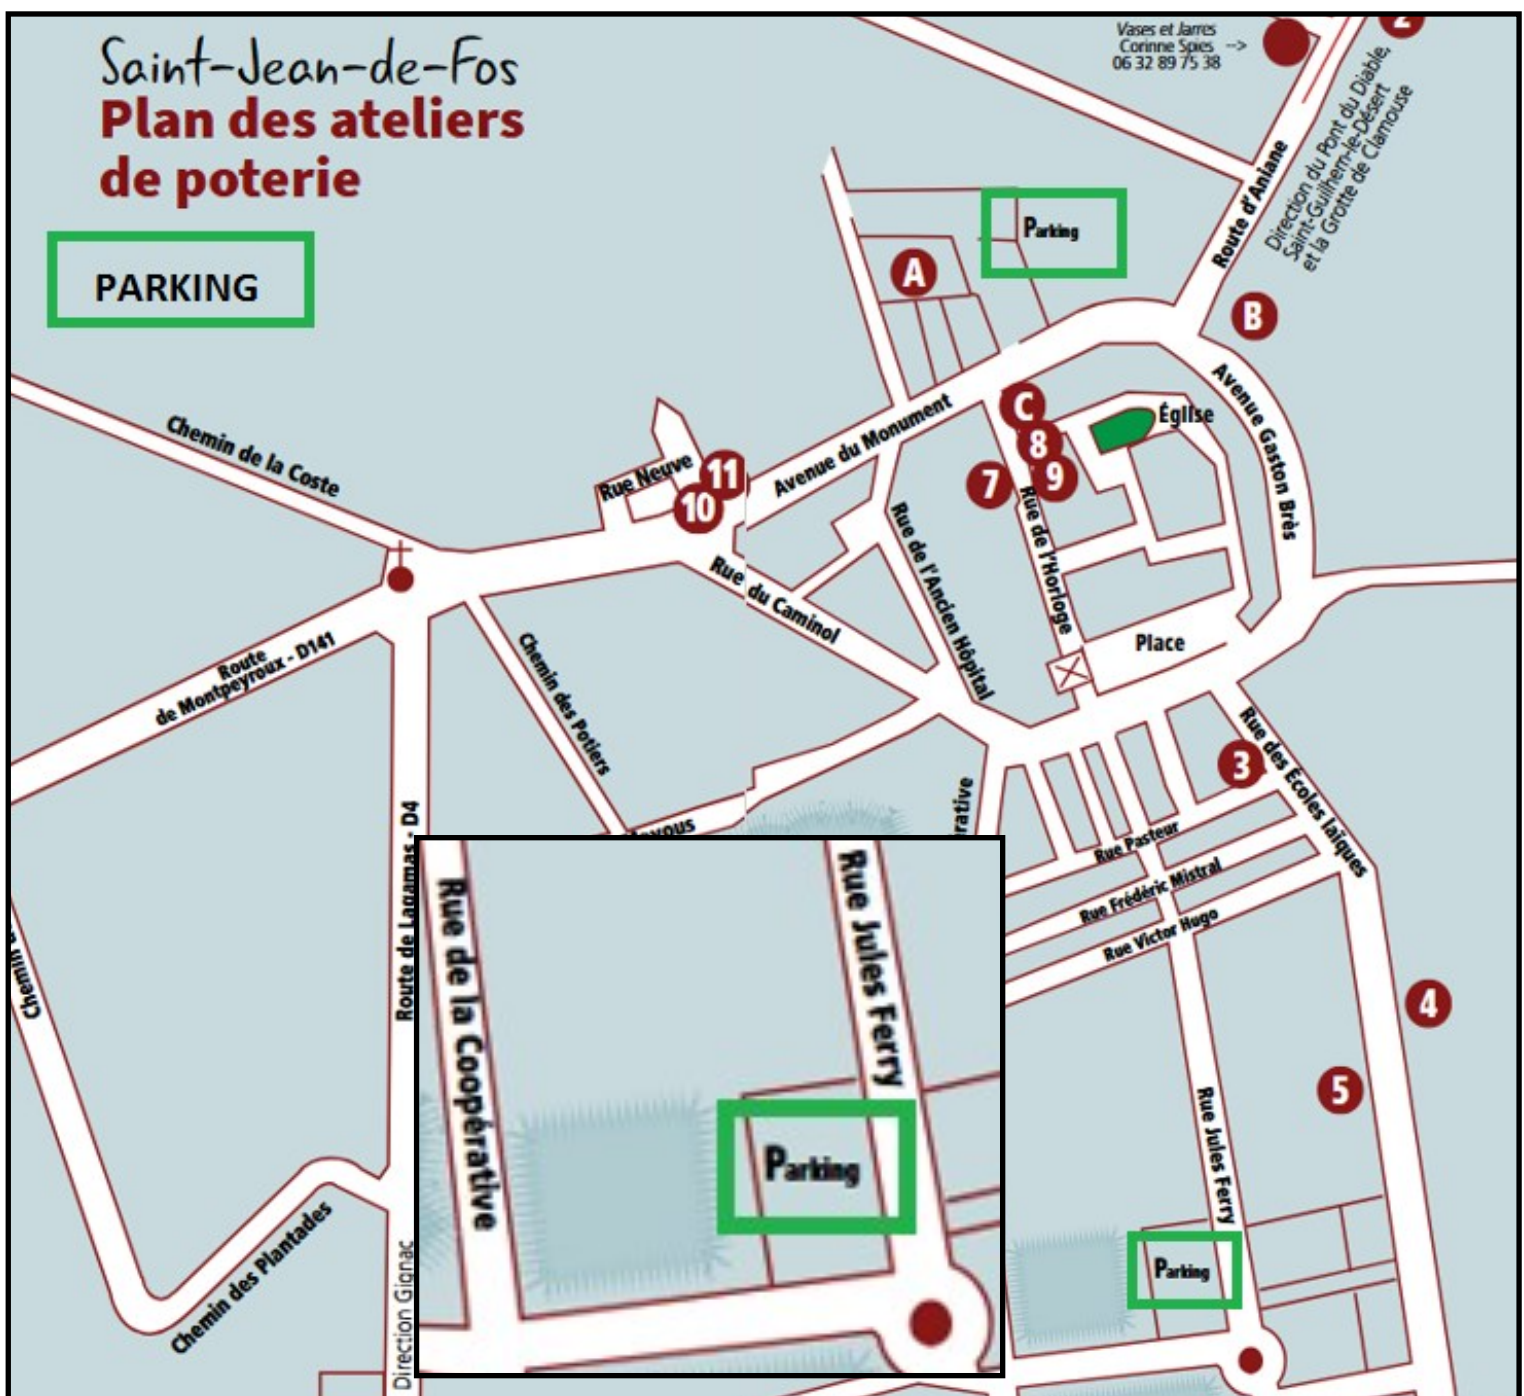 Saint-Jean-de-Fos
Plan des ateliers
de poterie
PARKING
Vases et Jarres
Corinne Spies -->
06 32 89 75 38
2
Direction du Pont du Diable,
Saint-Guilhem-le-Désert
et la Grotte de Clamouse
Route d'Aniane
Parking
A
B
Avenue Gaston Brès
Église
C
8
9
7
Avenue du Monument
Chemin de la Coste
Rue Neuve
11
10
Rue du Caminol
Rue de l'Ancien Hôpital
Rue de l'Horloge
Place
Route
de Montpeyroux - D141
Chemin des Potiers
Rue des Écoles laïques
3
Rue Pasteur
Rue Frédéric Mistral
Rue Victor Hugo
Route de Lagamas - D4
Chemin
Rue de la Coopérative
Rue Jules Ferry
Parking
4
5
Rue Jules Ferry
Parking
Chemin des Plantades
Direction Gignac